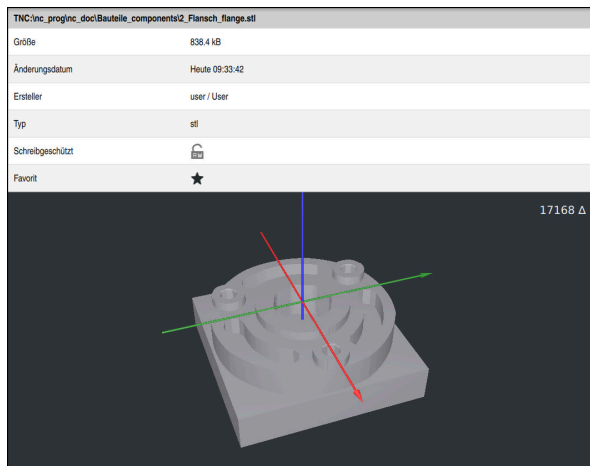 TNC:\nc_prog\nc_doc\Bauteile_components\2_Flansch_flange.stl
Größe 838.4 kB
Änderungsdatum Heute 09:33:42
Ersteller user / User
Typ stl
Schreibgeschützt RW
Favorit
17168 Δ